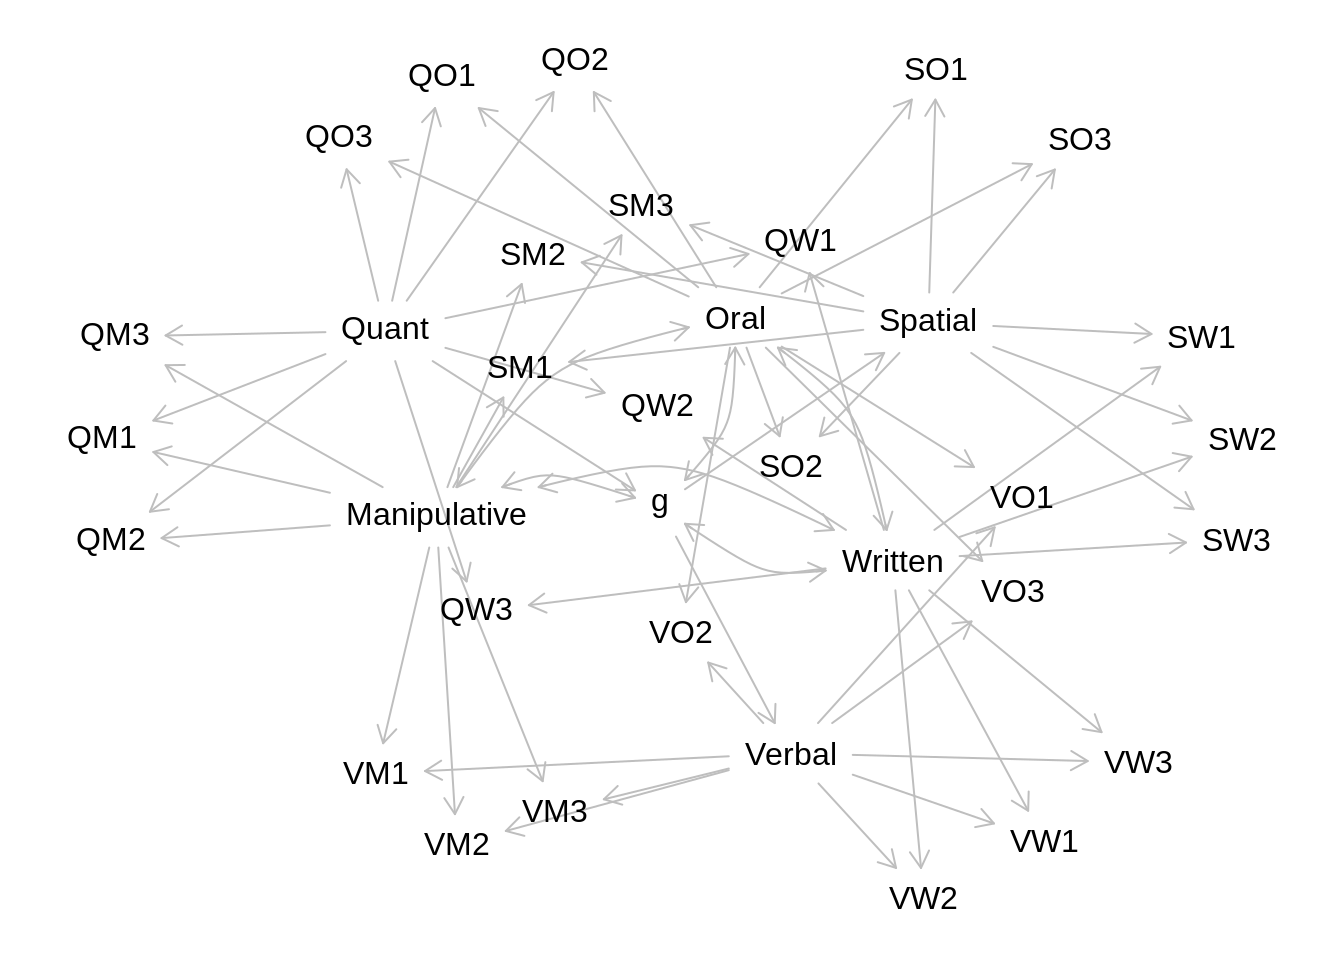 QO2
SO1
QO1
QO3
SO3
SM3
QW1
SM2
Oral
Spatial
Quant
QM3
SW1
SM1
QW2
QM1
SW2
SO2
VO1
g
Manipulative
QM2
SW3
Written
VO3
QW3
VO2
Verbal
VW3
VM1
VM3
VM2
VW1
VW2